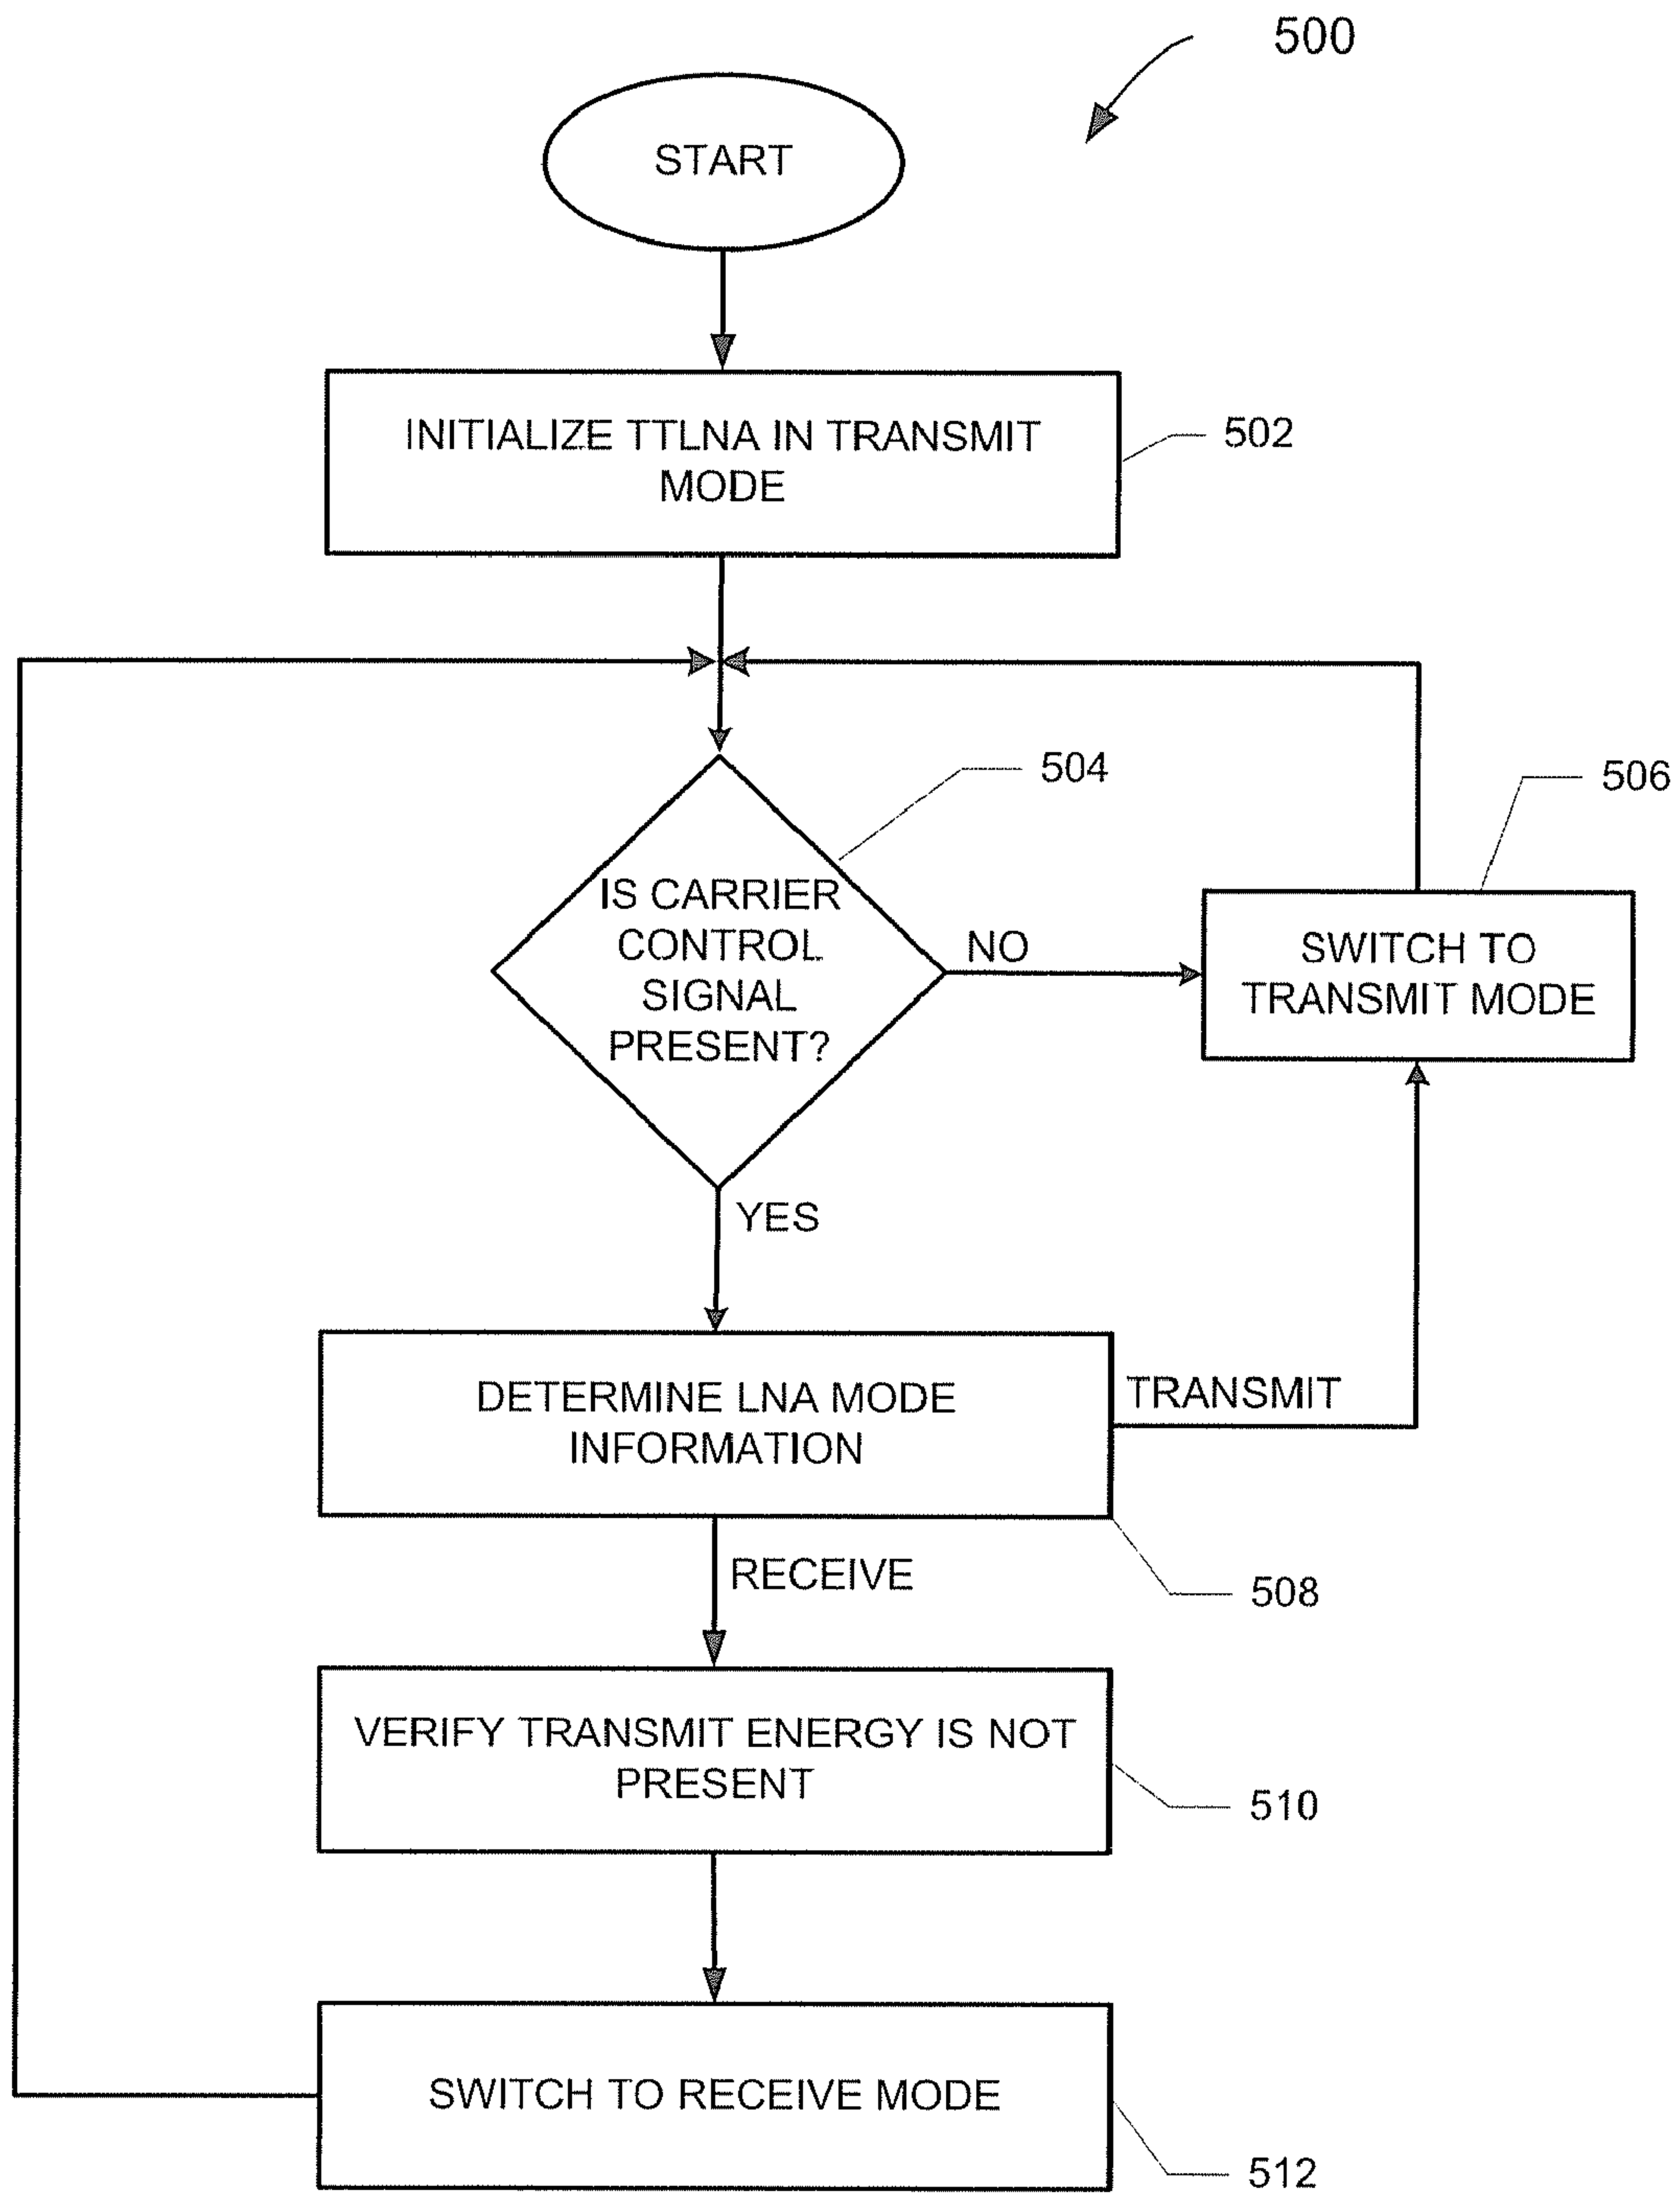 500
START
INITIALIZE TTLNA IN TRANSMIT
MODE
502
504
IS CARRIER
CONTROL
SIGNAL
PRESENT?
NO
506
SWITCH TO
TRANSMIT MODE
YES
DETERMINE LNA MODE
INFORMATION
TRANSMIT
508
RECEIVE
VERIFY TRANSMIT ENERGY IS NOT
PRESENT
510
SWITCH TO RECEIVE MODE
512